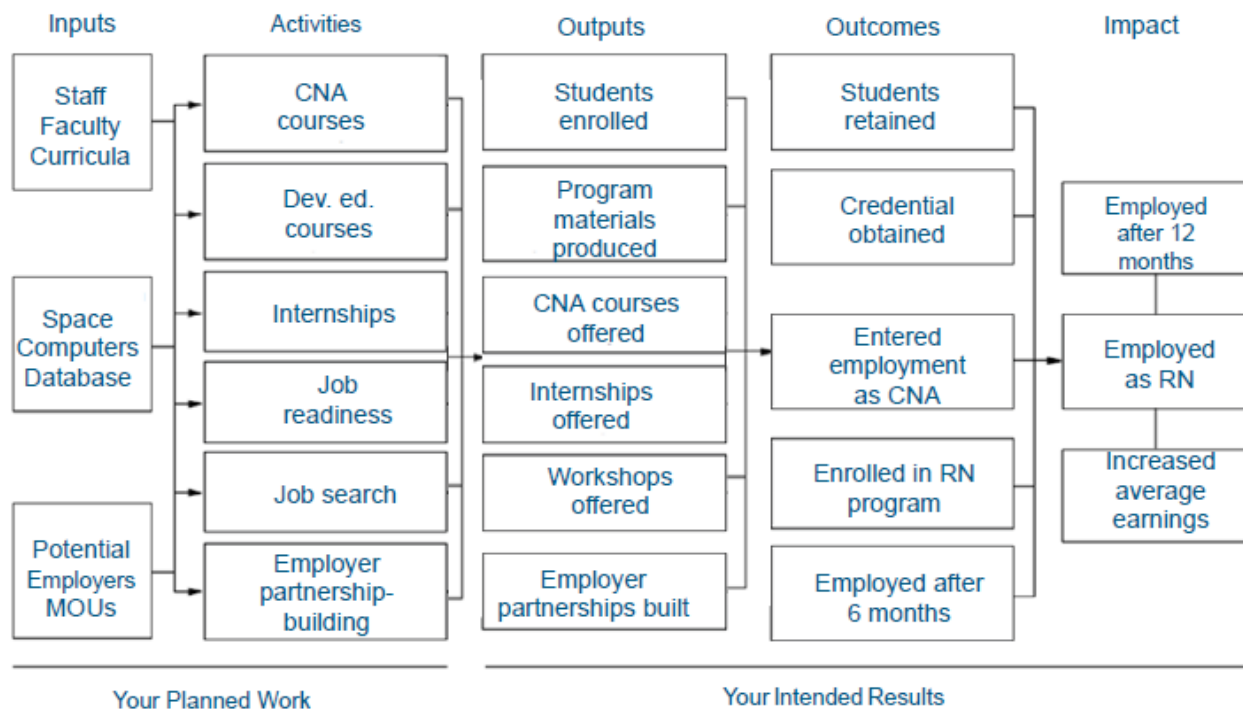 Inputs
Activities
Outputs
Outcomes
Impact
Staff
Faculty
Curricula
Space
Computers
Database
Potential
Employers
MOUs
CNA
courses
Dev. ed.
courses
Internships
Job
readiness
Job search
Employer
partnership-
building
Students
enrolled
Program
materials
produced
CNA courses
offered
Internships
offered
Workshops
offered
Employer
partnerships built
Students
retained
Credential
obtained
Entered
employment
as CNA
Enrolled in RN
program
Employed after
6 months
Employed
after 12
months
Employed
as RN
Increased
average
earnings
Your Planned Work
Your Intended Results